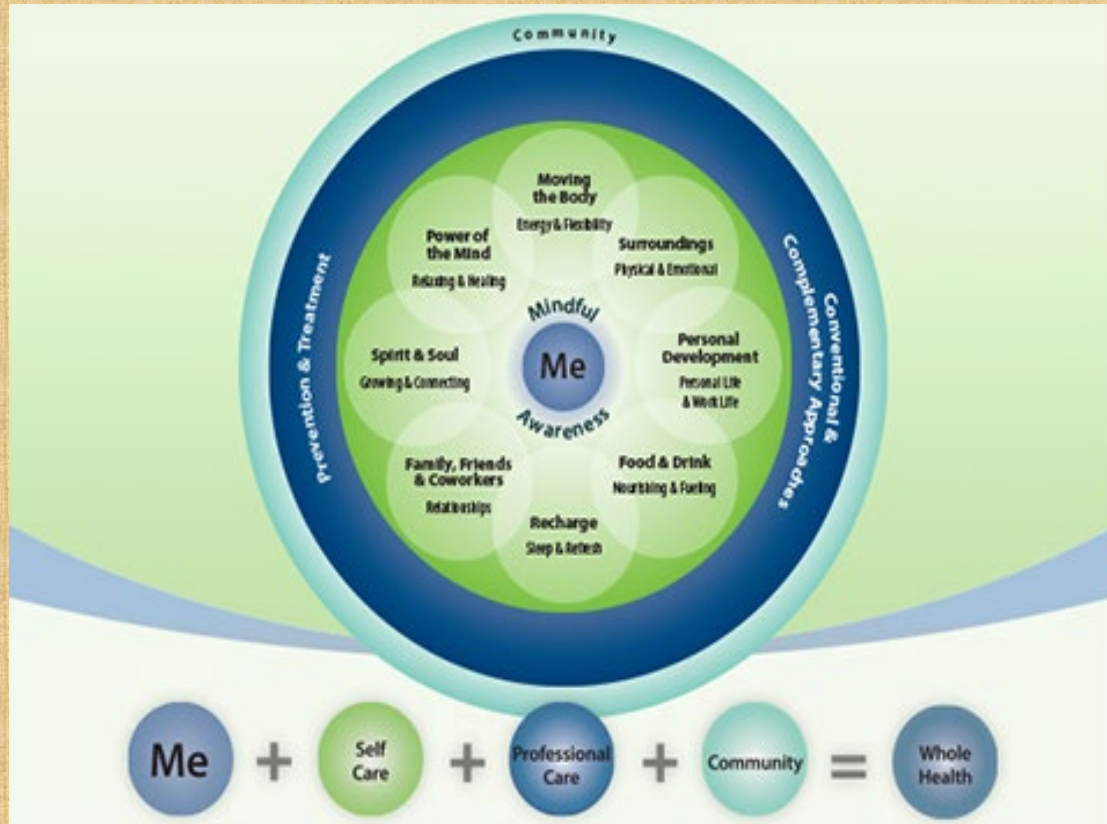 Community
Moving
the Body
Energy & Flexibility
Power of
the Mind
Relaxing & Healing
Surroundings
Physical & Emotional
Mindful
Me
Awareness
Spirit & Soul
Growing & Connecting
Personal
Development
Personal Life
& Work Life
Family, Friends
& Coworkers
Relationships
Food & Drink
Nourishing & Fueling
Recharge
Sleep & Refresh
Prevention & Treatment
Conventional &
Complementary Approaches
Me
+
Self
Care
+
Professional
Care
+
Community
=
Whole
Health